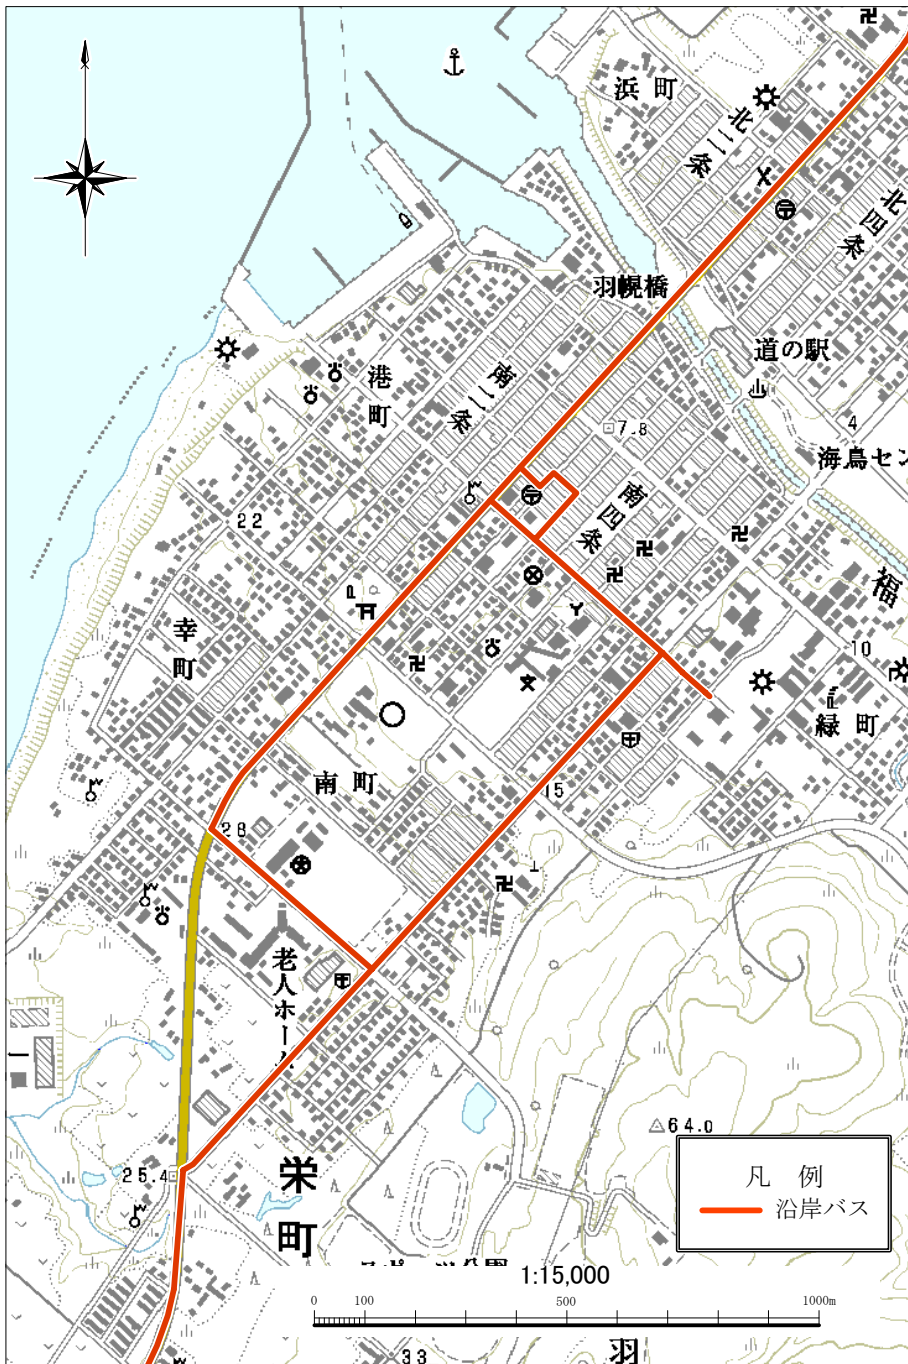 浜町
北二条
北四条
羽幌橋
道の駅
4
海鳥セン
港町
南二条
7.8
南四条
22
福
幸町
10
緑町
南町
15
28
老人ホーム
25.4
64.0
栄町
凡 例
沿岸バス
1:15,000
0 100 500 1000m
33
羽